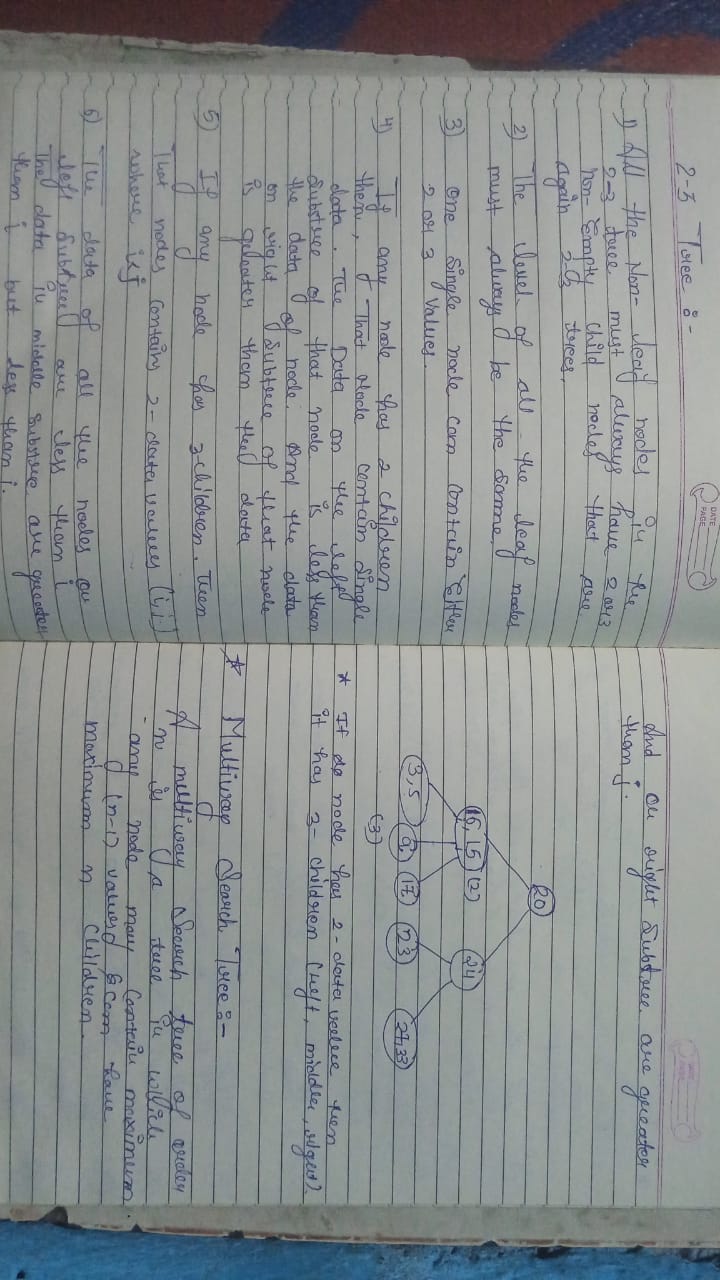 DATE
PAGE
2-3 Tree :-
1) All the Non- leaf nodes in the
2-3 tree must always have 2 or 3
non- Empty child nodes that are
again 2-3 trees.
2) The level of all the leaf nodes
must always be the same.
3) One Single node can contain Either
2 or 3 values.
4) If any node has 2 children
then, That Node contain Single
data. The Data on the left
Substree of that node is less than
the data of node. And the data
on right Subtree of that node
is greater than the data
5) If any node has 3-children. Then
That nodes contains 2-data values (i,j)
where i<j
6) The data of all the nodes on
left Subtree are less than i
The data in middle substree are greater
than i but less than j.
DATE
PAGE
And on right Subtree are greater
than j.
20
16, 15 (2) 24
3,5 9 17 23 27,33
(3)
* If do node has 2-data value then
it has 3- children (left, middle, right).
* Multiway Search Tree :-
A multiway Search tree of order
n is a tree in which
any node may contain maximum
(n-1) values & can have
maximum n children.